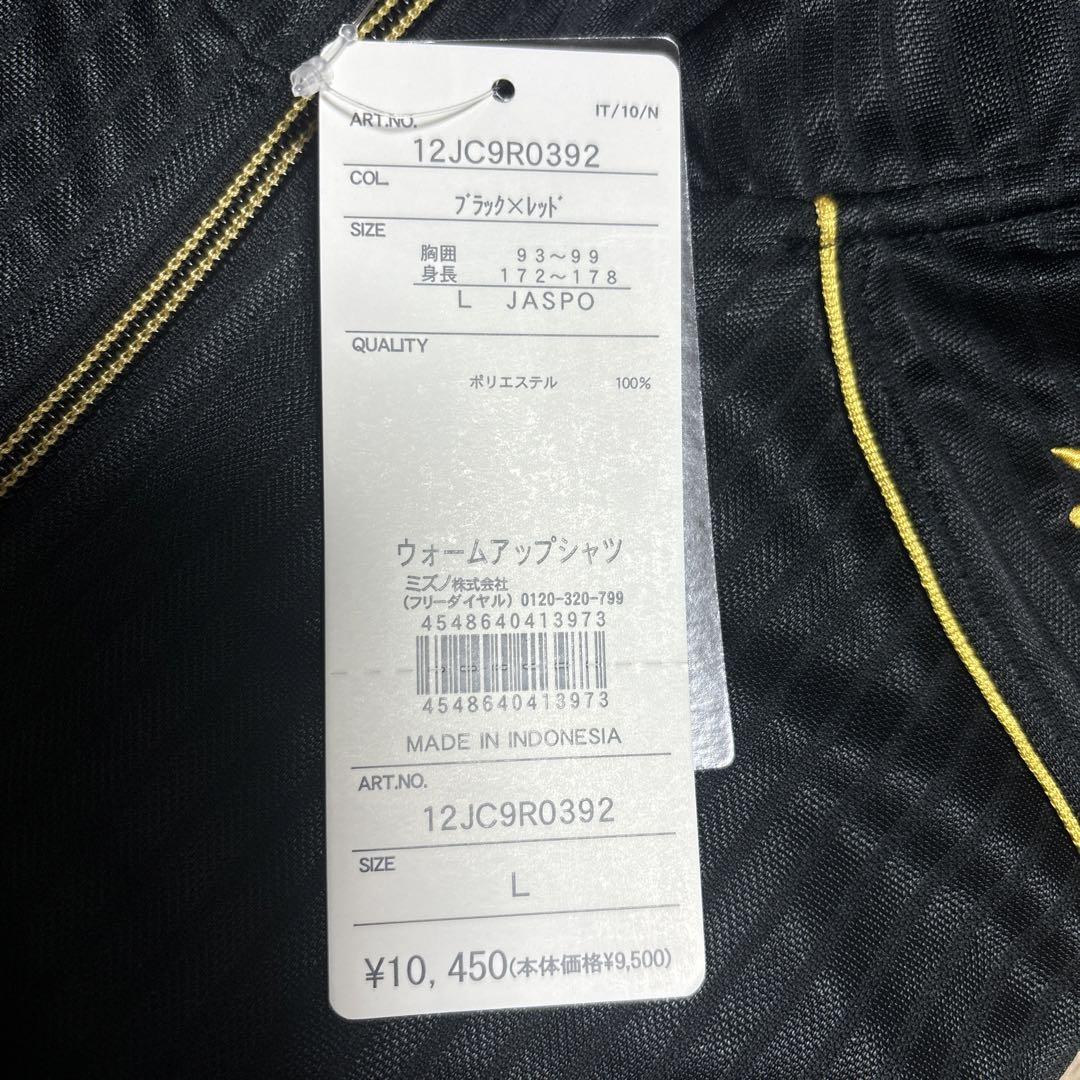 IT/10/N
ART.NO.
12JC9R0392
COL.
ﾌﾞﾗｯｸ×ﾚｯﾄﾞ
SIZE
胸囲 93～99
身長 172～178
L JASPO
QUALITY
ポリエステル 100%
ウォームアップシャツ
ミズノ株式会社
(フリーダイヤル) 0120-320-799
4548640413973
4548640413973
MADE IN INDONESIA
ART.NO.
12JC9R0392
SIZE
L
¥10,450(本体価格¥9,500)